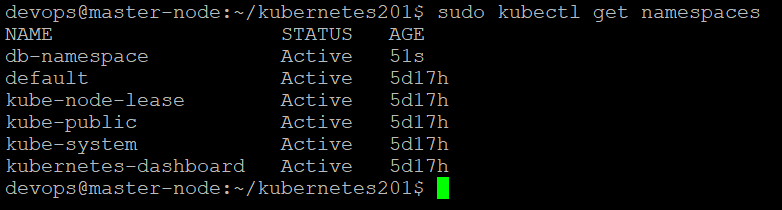 devops@master-node:~/kubernetes201$ sudo kubectl get namespaces
NAME                   STATUS   AGE
db-namespace           Active   51s
default                Active   5d17h
kube-node-lease        Active   5d17h
kube-public            Active   5d17h
kube-system            Active   5d17h
kubernetes-dashboard   Active   5d17h
devops@master-node:~/kubernetes201$